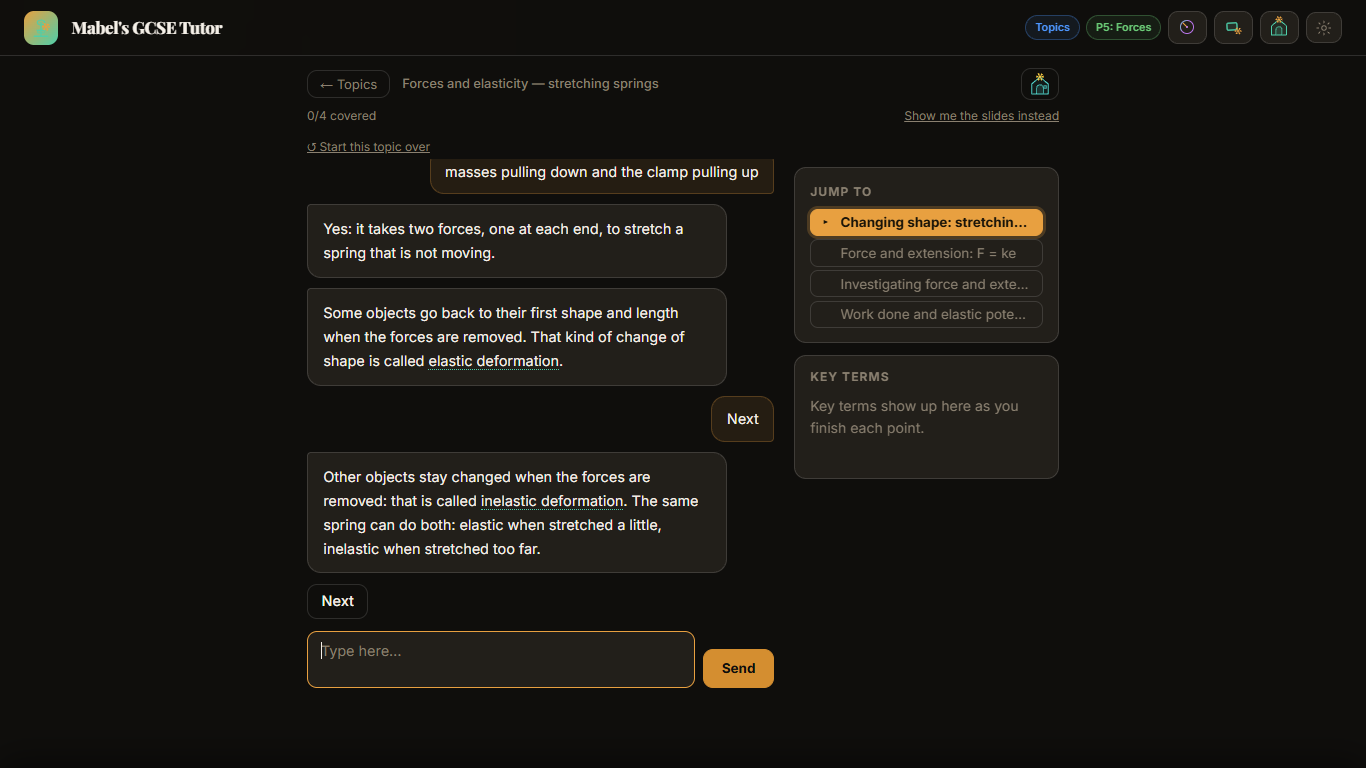 Mabel's GCSE Tutor
Topics
P5: Forces
← Topics
Forces and elasticity — stretching springs
0/4 covered
Show me the slides instead
↺ Start this topic over
masses pulling down and the clamp pulling up
Yes: it takes two forces, one at each end, to stretch a
spring that is not moving.
Some objects go back to their first shape and length
when the forces are removed. That kind of change of
shape is called elastic deformation.
Next
Other objects stay changed when the forces are
removed: that is called inelastic deformation. The same
spring can do both: elastic when stretched a little,
inelastic when stretched too far.
Next
Type here...
Send
JUMP TO
‣ Changing shape: stretchin...
Force and extension: F = ke
Investigating force and exte...
Work done and elastic pote...
KEY TERMS
Key terms show up here as you
finish each point.